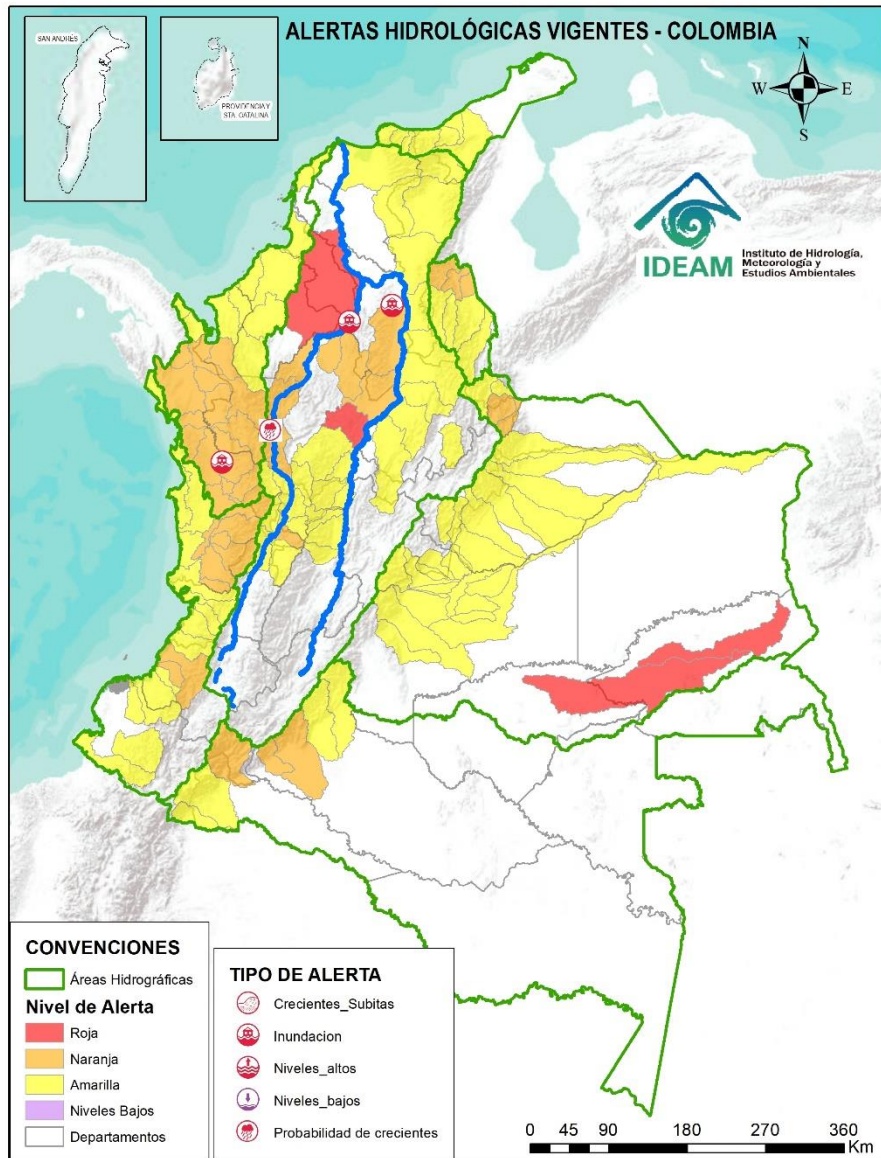 ALERTAS HIDROLÓGICAS VIGENTES - COLOMBIA
SAN ANDRÉS
PROVIDENCIA Y
STA. CATALINA
N
W
E
S
IDEAM
Instituto de Hidrología,
Meteorología y
Estudios Ambientales
CONVENCIONES
Áreas Hidrográficas
Nivel de Alerta
Roja
Naranja
Amarilla
Niveles Bajos
Departamentos
TIPO DE ALERTA
Crecientes_Subitas
Inundacion
Niveles_altos
Niveles_bajos
Probabilidad de crecientes
0 45 90 180 270 360
Km